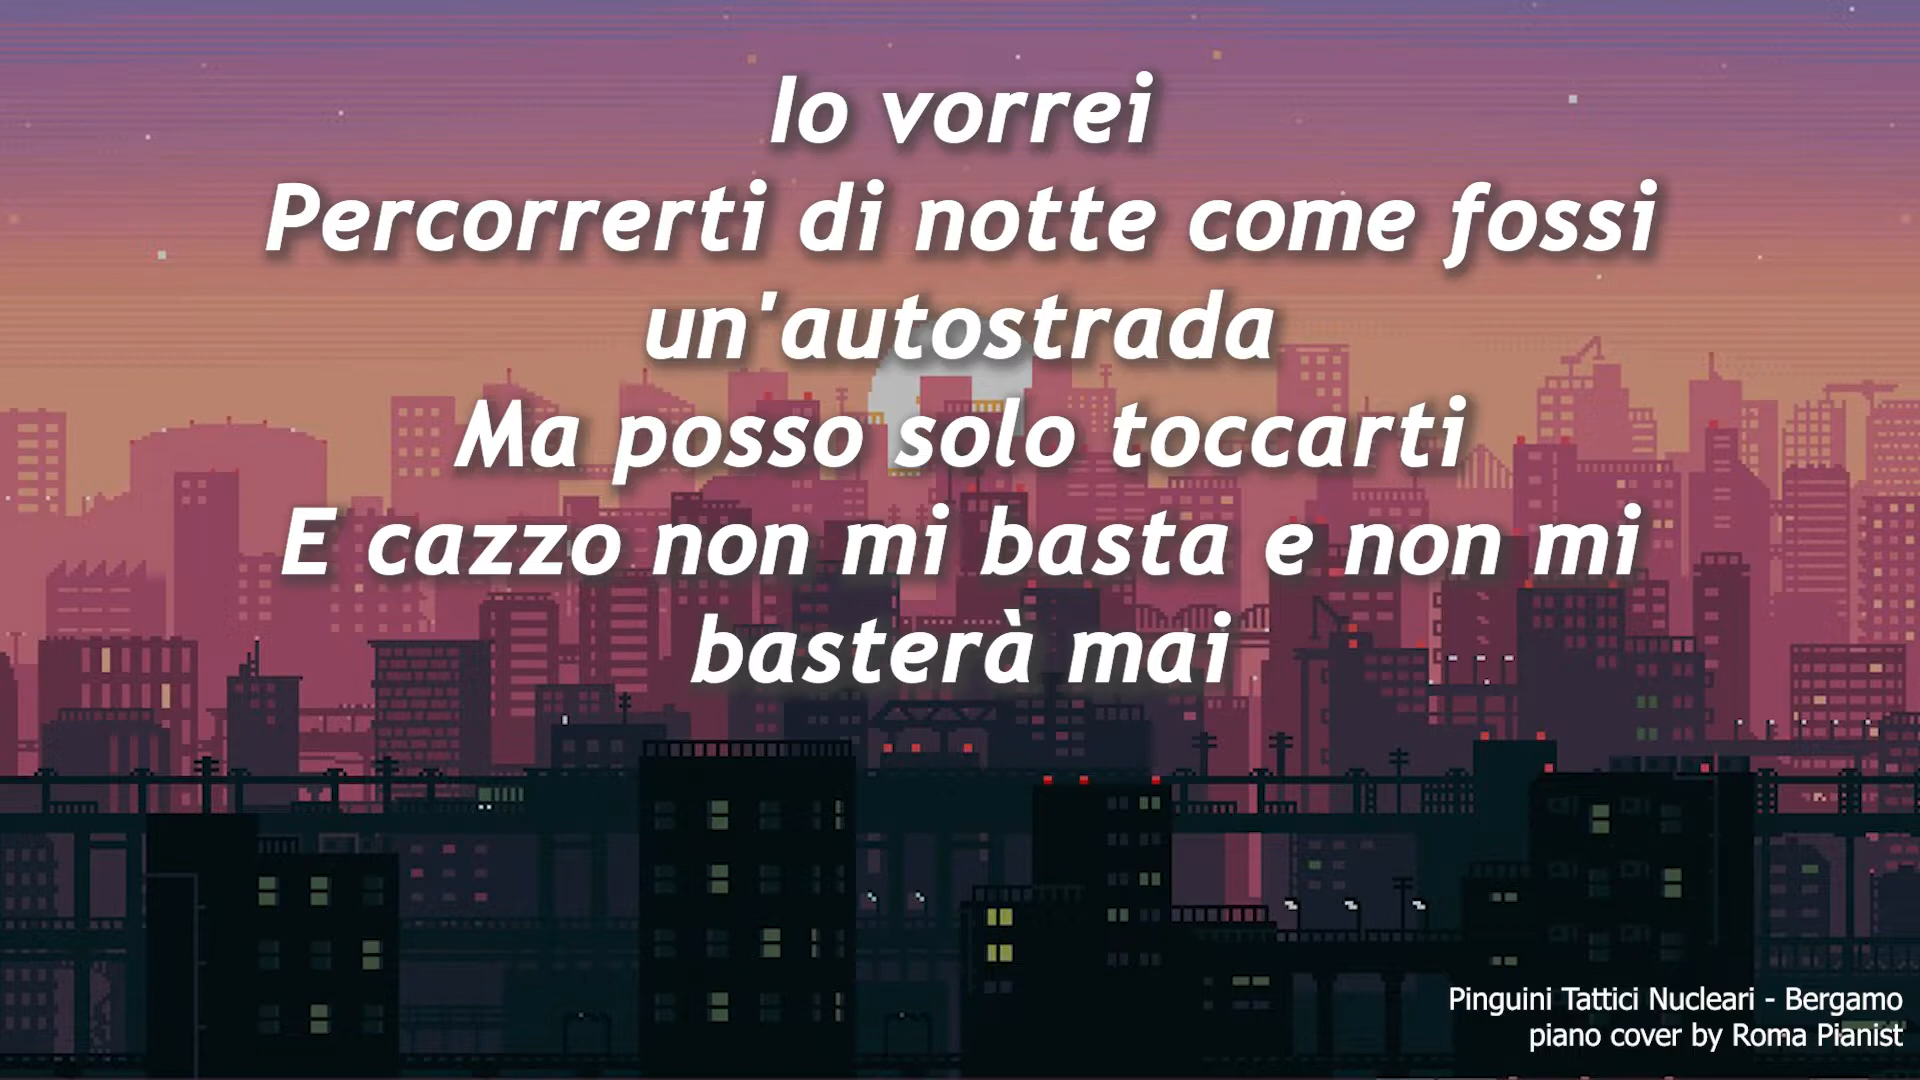 Io vorrei
Percorrerti di notte come fossi
un'autostrada
Ma posso solo toccarti
E cazzo non mi basta e non mi
basterà mai
Pinguini Tattici Nucleari - Bergamo
piano cover by Roma Pianist